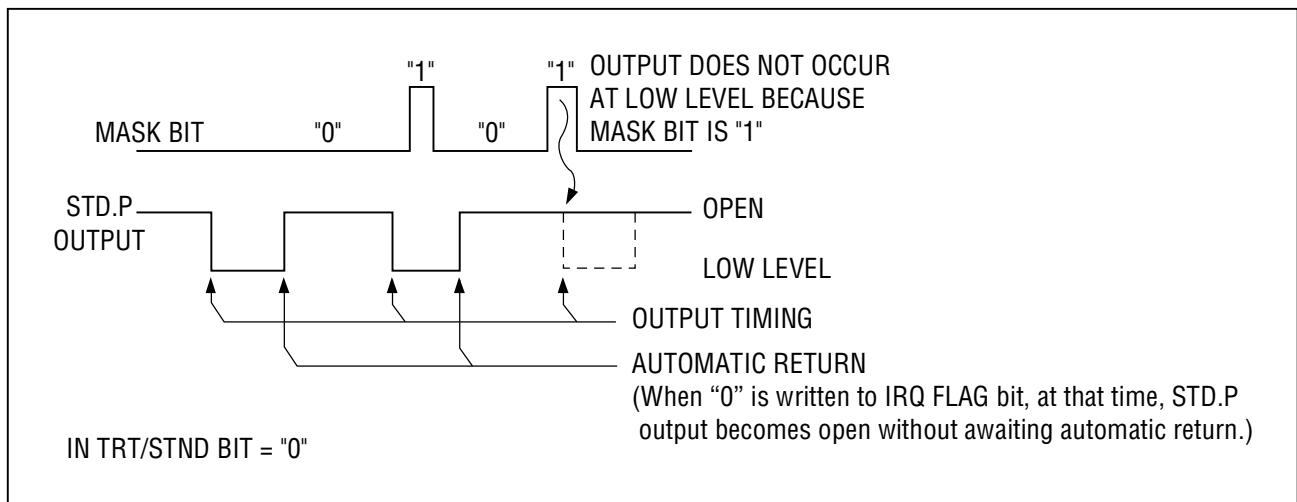 "1" "1" OUTPUT DOES NOT OCCUR
AT LOW LEVEL BECAUSE
MASK BIT "0" "0" MASK BIT IS "1"
STD.P OPEN
OUTPUT
LOW LEVEL
OUTPUT TIMING
AUTOMATIC RETURN
(When “0” is written to IRQ FLAG bit, at that time, STD.P
output becomes open without awaiting automatic return.)
IN TRT/STND BIT = "0"